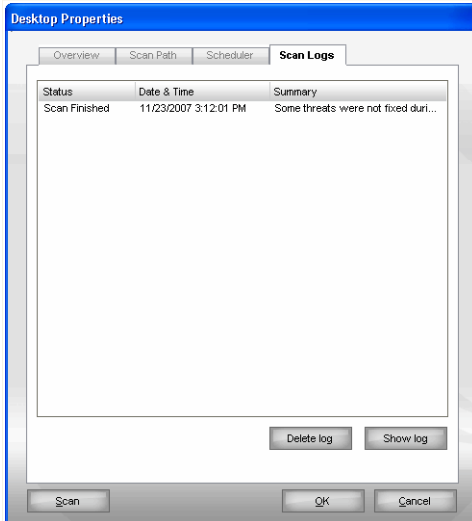 Desktop Properties
Overview Scan Path Scheduler Scan Logs
Status Date & Time Summary
Scan Finished 11/23/2007 3:12:01 PM Some threats were not fixed duri...
Delete log Show log
Scan OK Cancel